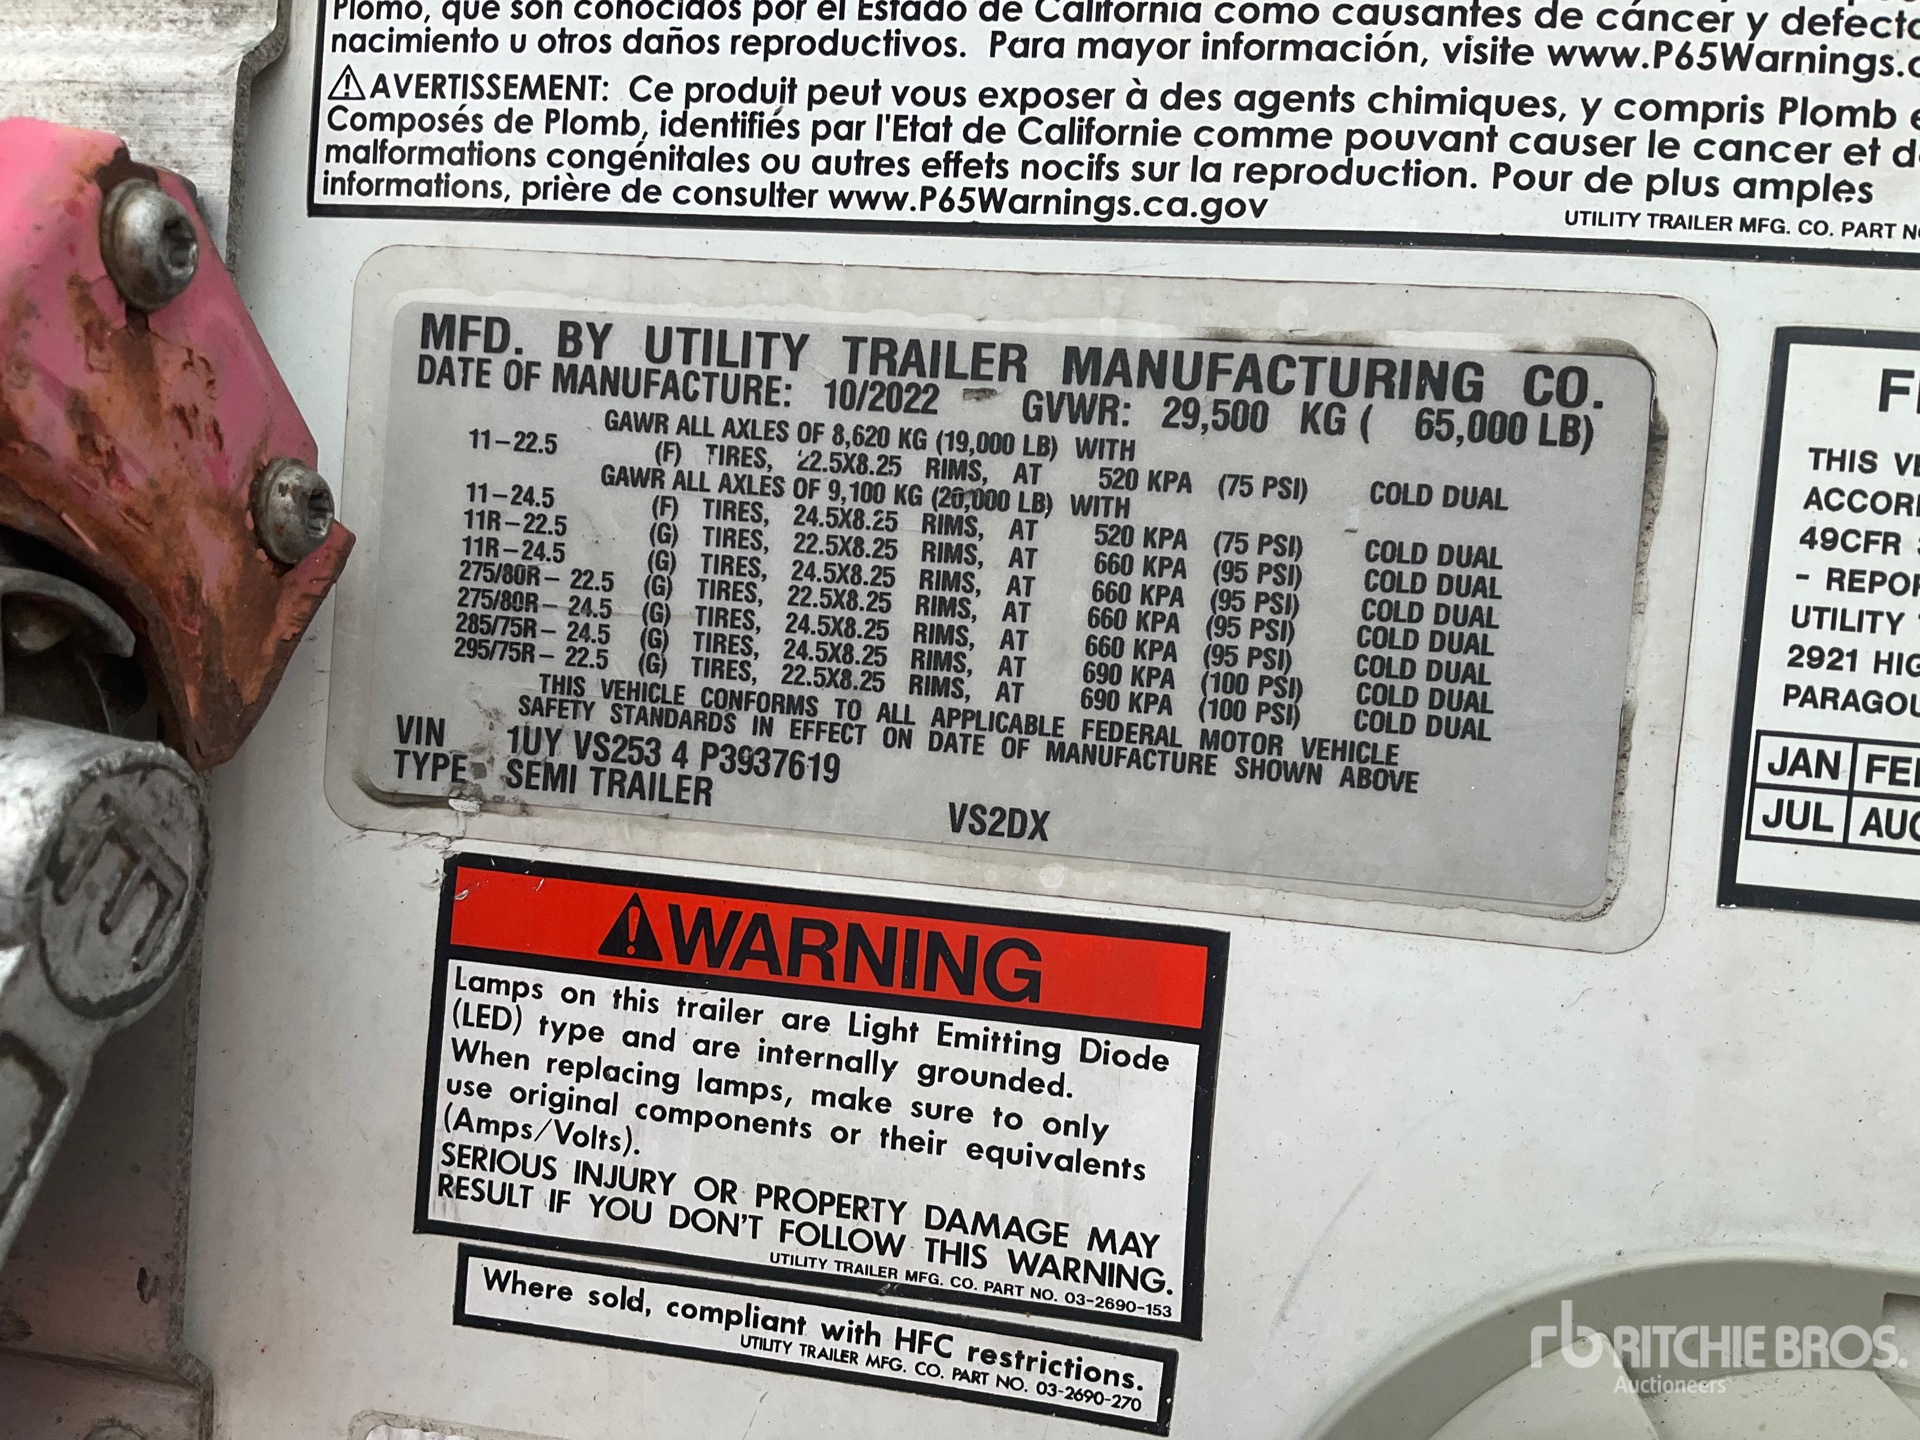 Plomo, que son conocidos por el Estado de California como causantes de cáncer y
nacimiento u otros daños reproductivos. Para mayor información, visite www.P65Warnings.c
⚠AVERTISSEMENT: Ce produit peut vous exposer à des agents chimiques, y compris Plomb
Composés de Plomb, identifiés par l'Etat de Californie comme pouvant causer le cancer et
malformations congénitales ou autres effets nocifs sur la reproduction. Pour de plus amples
informations, prière de consulter www.P65Warnings.ca.gov
UTILITY TRAILER MFG. CO. PART
MFD. BY UTILITY TRAILER MANUFACTURING CO.
DATE OF MANUFACTURE: 10/2022 GVWR: 29,500 KG ( 65,000 LB)
GAWR ALL AXLES OF 8,620 KG (19,000 LB) WITH
11-22.5 (F) TIRES, 22.5X8.25 RIMS, AT 520 KPA (75 PSI) COLD DUAL
GAWR ALL AXLES OF 9,100 KG (20,000 LB) WITH
11-24.5 (F) TIRES, 24.5X8.25 RIMS, AT 520 KPA (75 PSI) COLD DUAL
11R-22.5 (G) TIRES, 22.5X8.25 RIMS, AT 660 KPA (95 PSI) COLD DUAL
11R-24.5 (G) TIRES, 24.5X8.25 RIMS, AT 660 KPA (95 PSI) COLD DUAL
275/80R- 22.5 (G) TIRES, 22.5X8.25 RIMS, AT 660 KPA (95 PSI) COLD DUAL
275/80R- 24.5 (G) TIRES, 24.5X8.25 RIMS, AT 660 KPA (95 PSI) COLD DUAL
285/75R- 24.5 (G) TIRES, 24.5X8.25 RIMS, AT 690 KPA (100 PSI) COLD DUAL
295/75R- 22.5 (G) TIRES, 22.5X8.25 RIMS, AT 690 KPA (100 PSI) COLD DUAL
THIS VEHICLE CONFORMS TO ALL APPLICABLE FEDERAL MOTOR VEHICLE
SAFETY STANDARDS IN EFFECT ON DATE OF MANUFACTURE SHOWN ABOVE
VIN 1UY VS253 4 P3937619
TYPE SEMI TRAILER
VS2DX
THIS
49CFR
UTILITY
2921
JAN
JUL
⚠WARNING
Lamps on this trailer are Light Emitting Diode
(LED) type and are internally grounded.
When replacing lamps, make sure to only
use original components or their equivalents
(Amps/Volts).
SERIOUS INJURY OR PROPERTY DAMAGE MAY
RESULT IF YOU DON'T FOLLOW THIS WARNING.
UTILITY TRAILER MFG. CO. PART NO. 03-2690-153
Where sold, compliant with HFC restrictions.
UTILITY TRAILER MFG. CO. PART NO. 03-2690-270
rb RITCHIE BROS.
Auctioneers